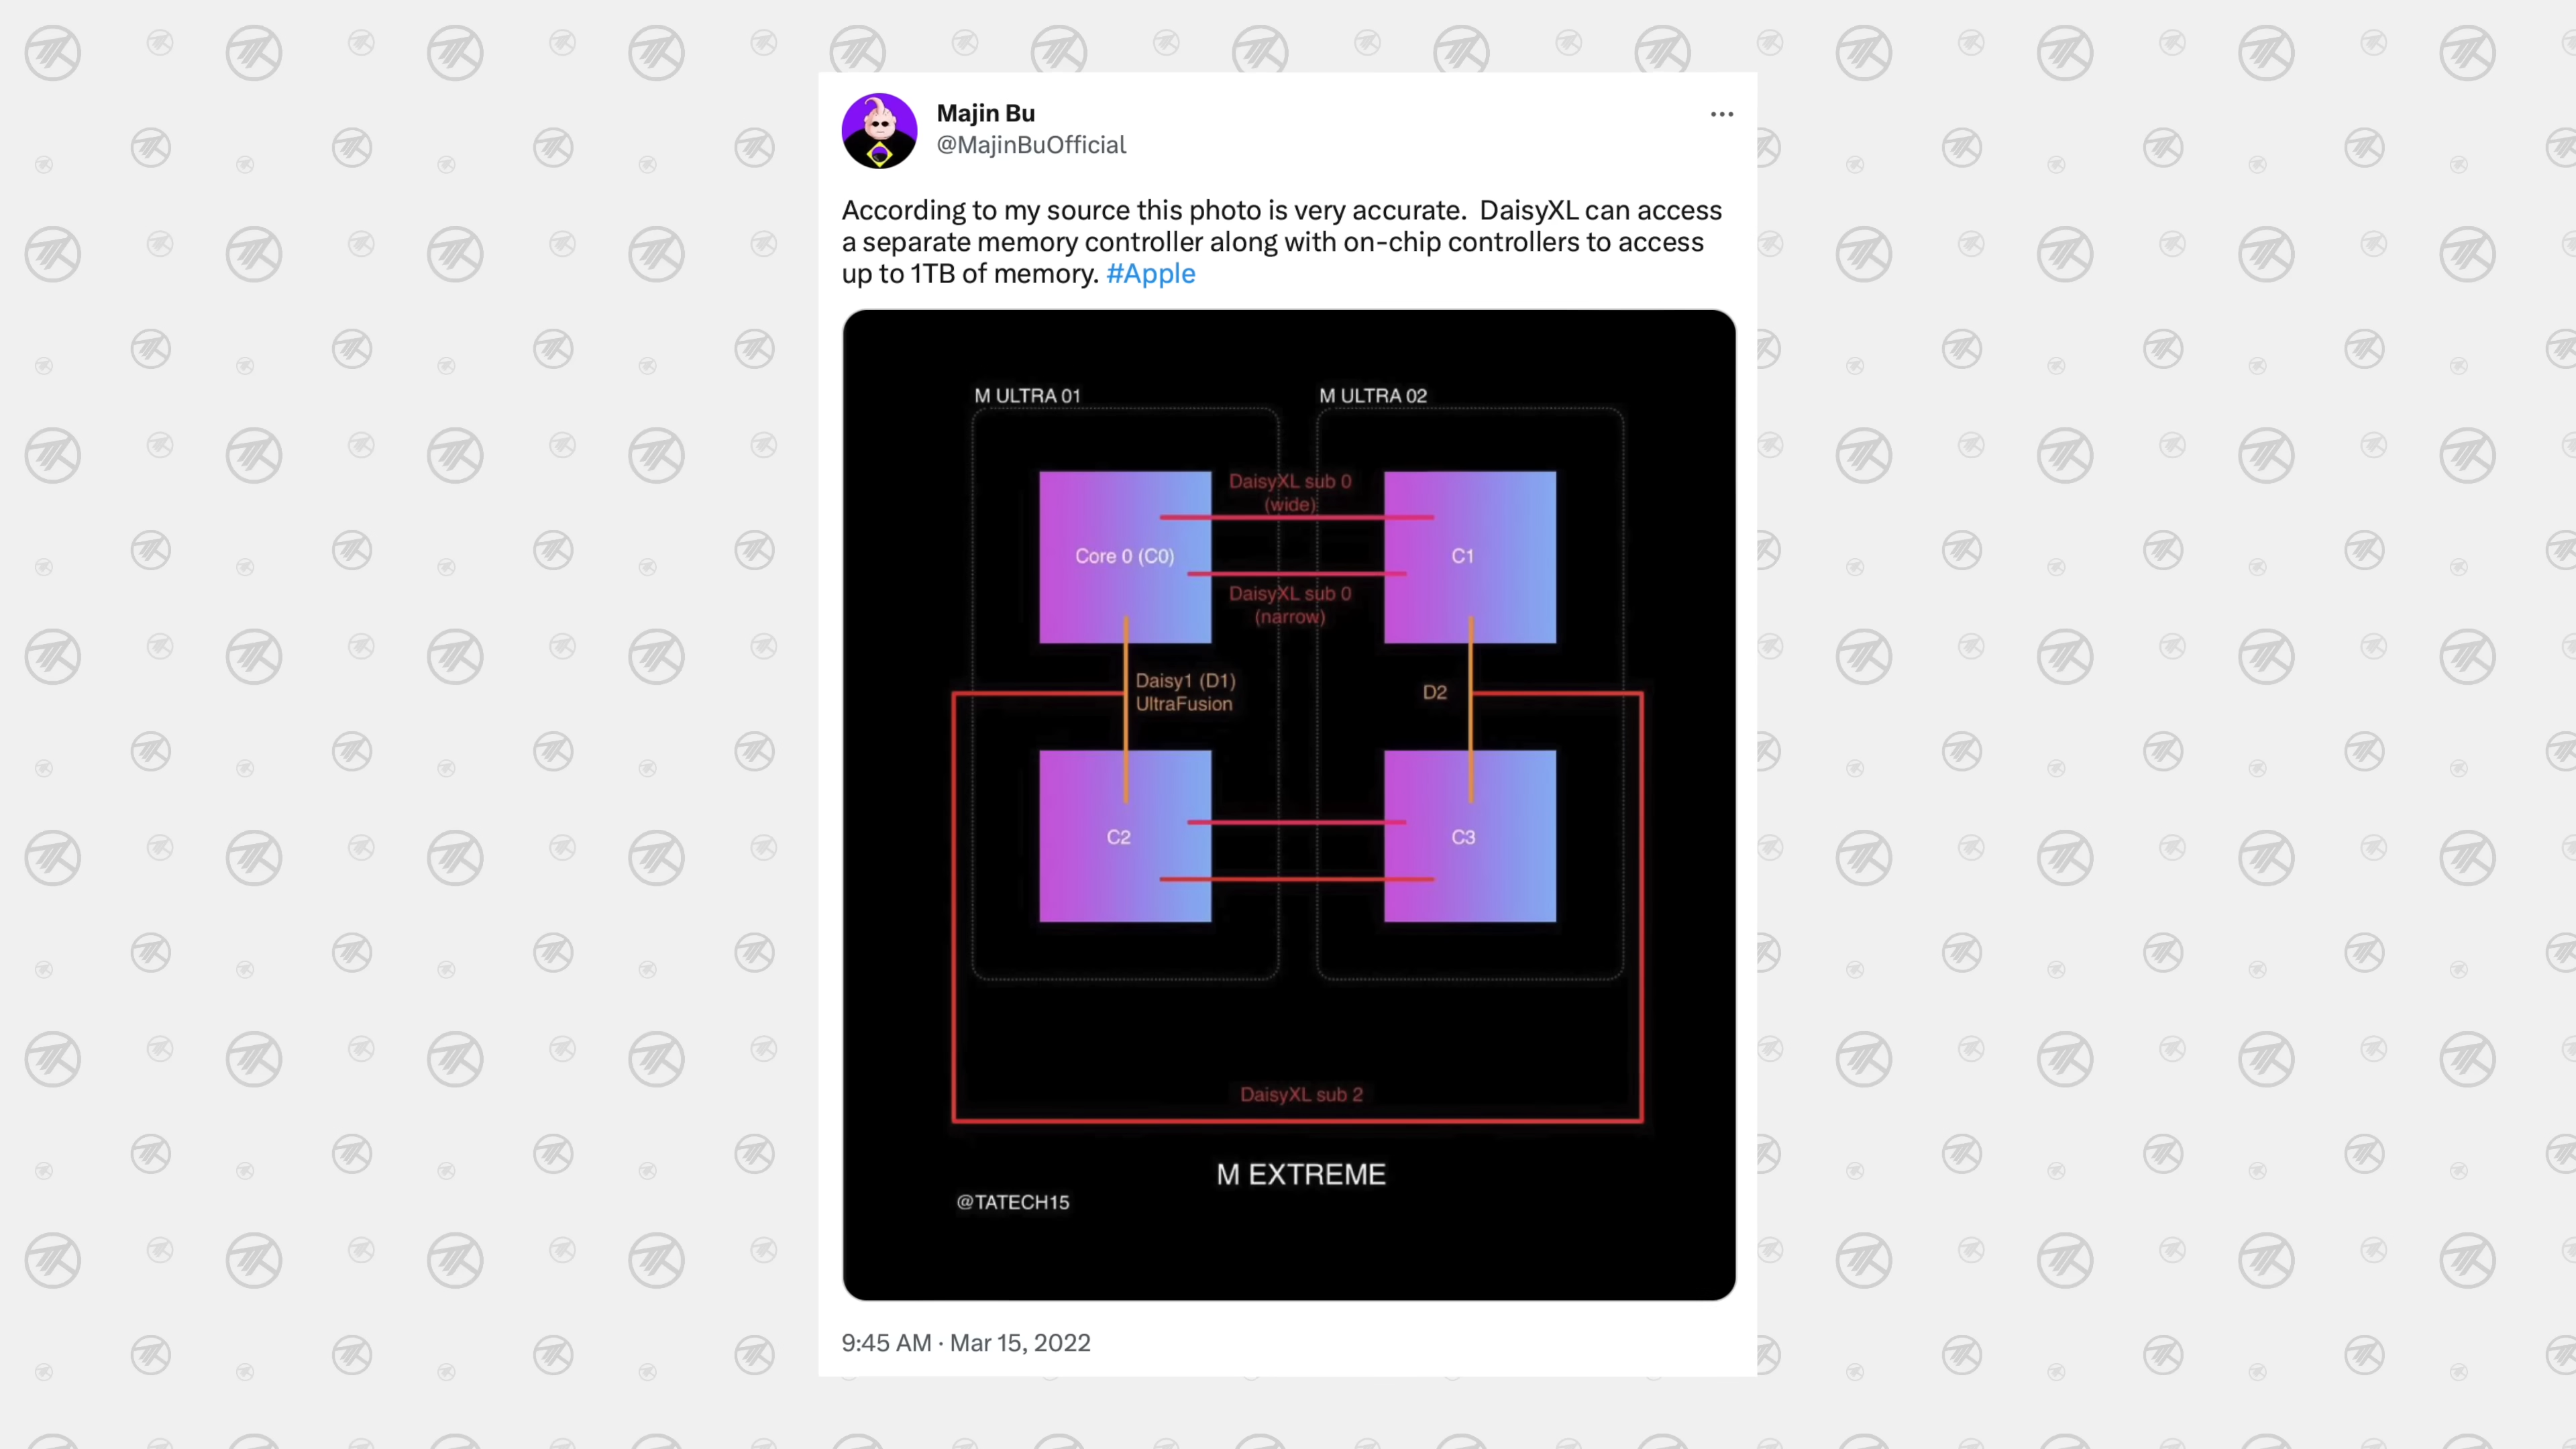 Majin Bu
@MajinBuOfficial
According to my source this photo is very accurate.  DaisyXL can access
a separate memory controller along with on-chip controllers to access
up to 1TB of memory. #Apple
M ULTRA 01
M ULTRA 02
DaisyXL sub 0
(wide)
Core 0 (C0)
C1
DaisyXL sub 0
(narrow)
Daisy1 (D1)
UltraFusion
D2
C2
C3
DaisyXL sub 2
M EXTREME
@TATECH15
9:45 AM · Mar 15, 2022